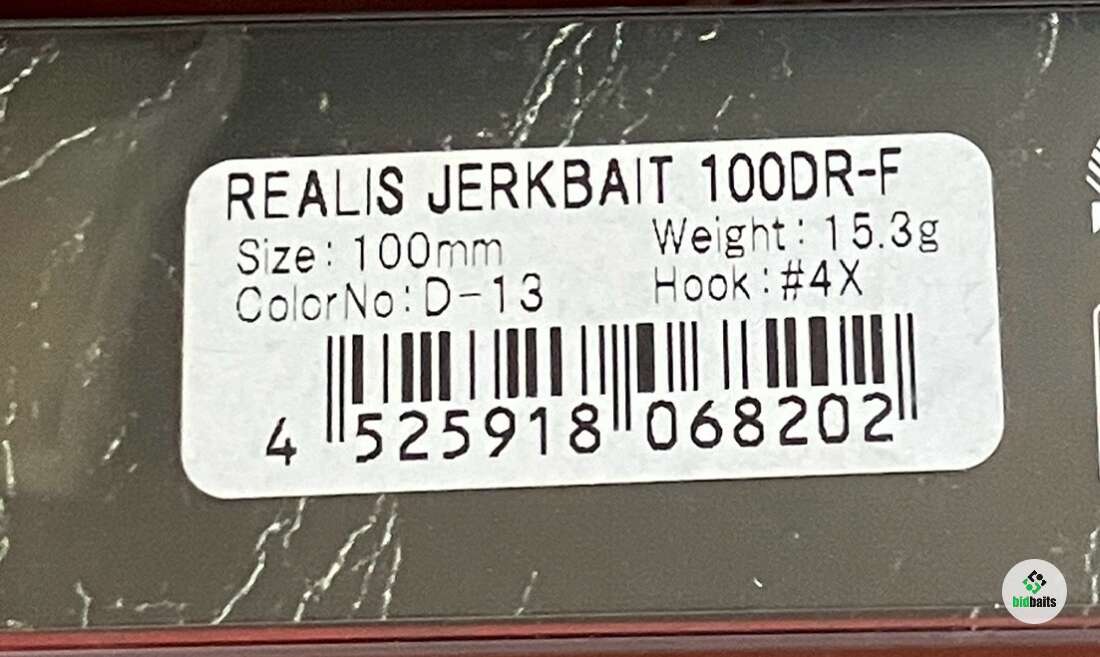 REALIS JERKBAIT 100DR-F
Size: 100mm Weight: 15.3g
ColorNo:D-13 Hook:#4X
4 525918 068202
bidbaits